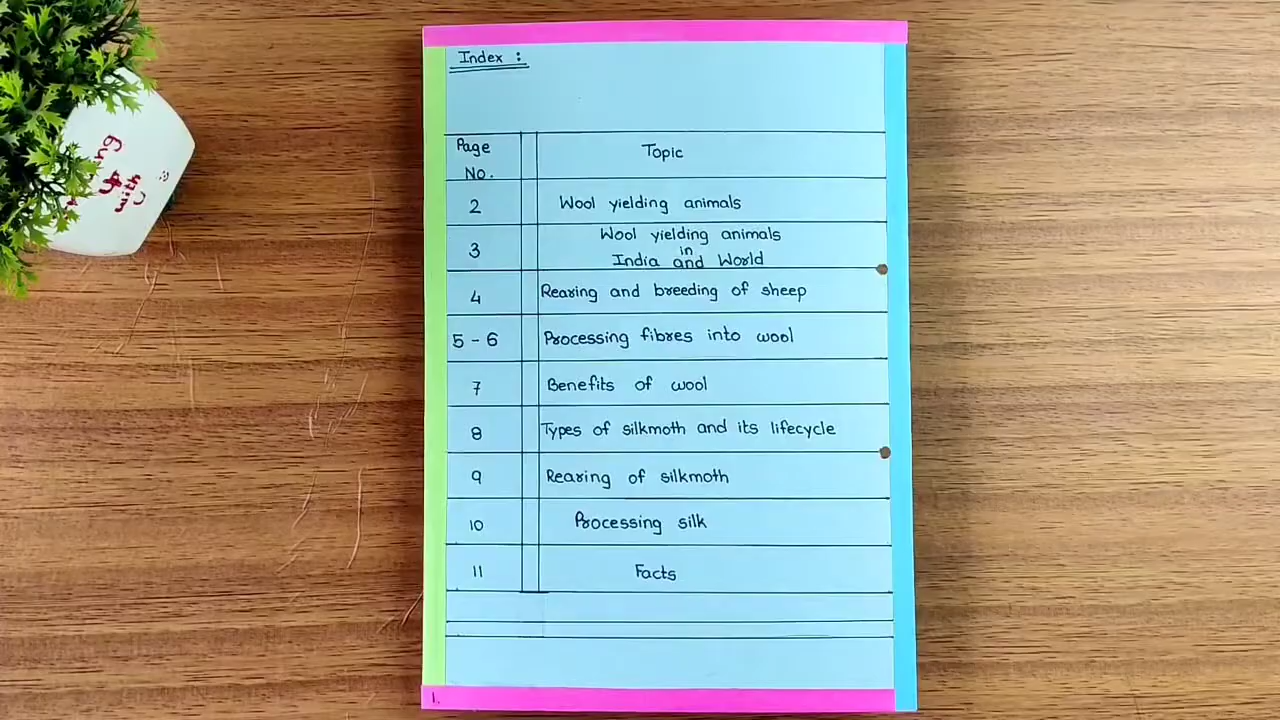 Index :
Page No.
Topic
2 Wool yielding animals
3 Wool yielding animals
in
India and World
4 Rearing and breeding of sheep
5 - 6 Processing fibres into wool
7 Benefits of wool
8 Types of silkmoth and its lifecycle
9 Rearing of silkmoth
10 Processing silk
11 Facts
1.